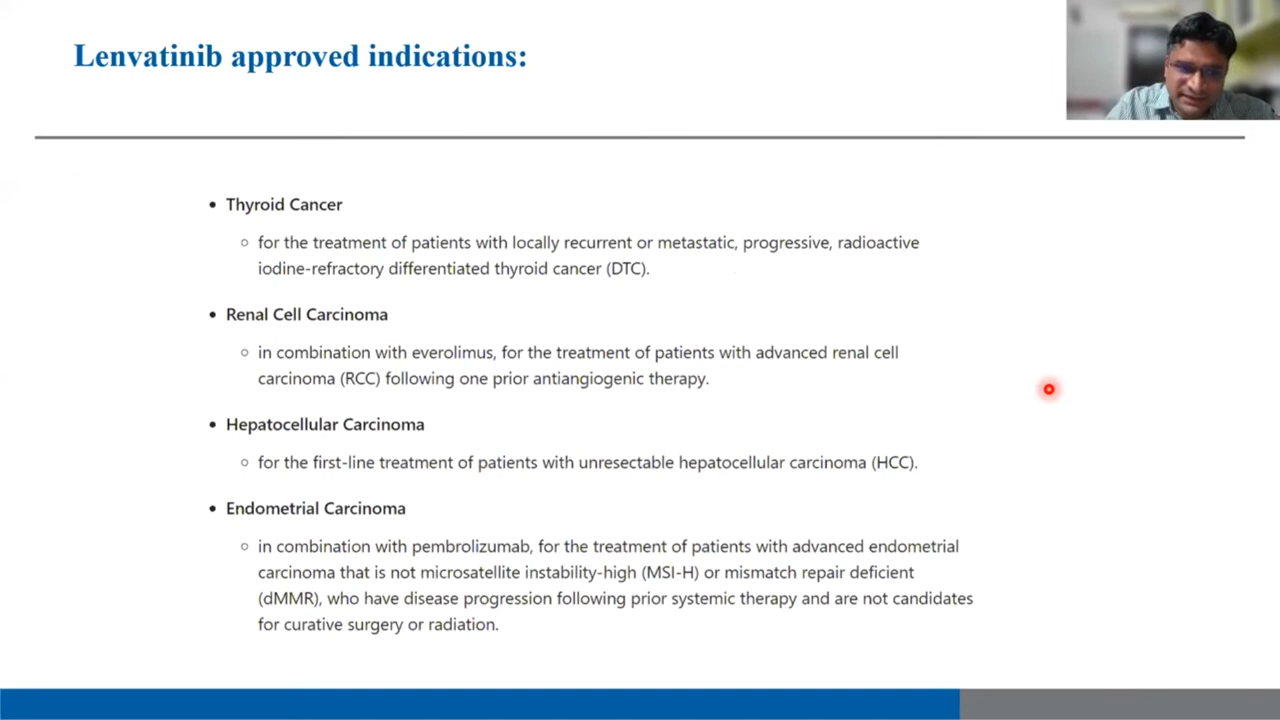 Lenvatinib approved indications:
• Thyroid Cancer
○ for the treatment of patients with locally recurrent or metastatic, progressive, radioactive
iodine-refractory differentiated thyroid cancer (DTC).
• Renal Cell Carcinoma
○ in combination with everolimus, for the treatment of patients with advanced renal cell
carcinoma (RCC) following one prior antiangiogenic therapy.
• Hepatocellular Carcinoma
○ for the first-line treatment of patients with unresectable hepatocellular carcinoma (HCC).
• Endometrial Carcinoma
○ in combination with pembrolizumab, for the treatment of patients with advanced endometrial
carcinoma that is not microsatellite instability-high (MSI-H) or mismatch repair deficient
(dMMR), who have disease progression following prior systemic therapy and are not candidates
for curative surgery or radiation.